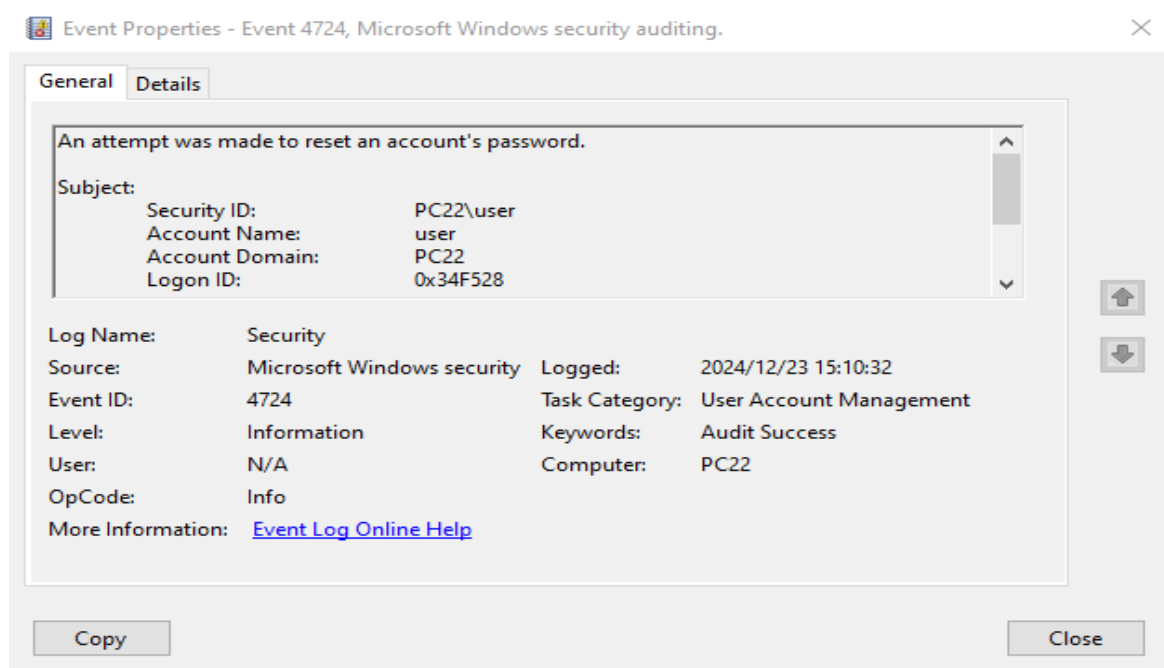 Event Properties - Event 4724, Microsoft Windows security auditing.
General Details
An attempt was made to reset an account's password.
Subject:
Security ID: PC22\user
Account Name: user
Account Domain: PC22
Logon ID: 0x34F528
Log Name: Security
Source: Microsoft Windows security Logged: 2024/12/23 15:10:32
Event ID: 4724 Task Category: User Account Management
Level: Information Keywords: Audit Success
User: N/A Computer: PC22
OpCode: Info
More Information: Event Log Online Help
Copy Close